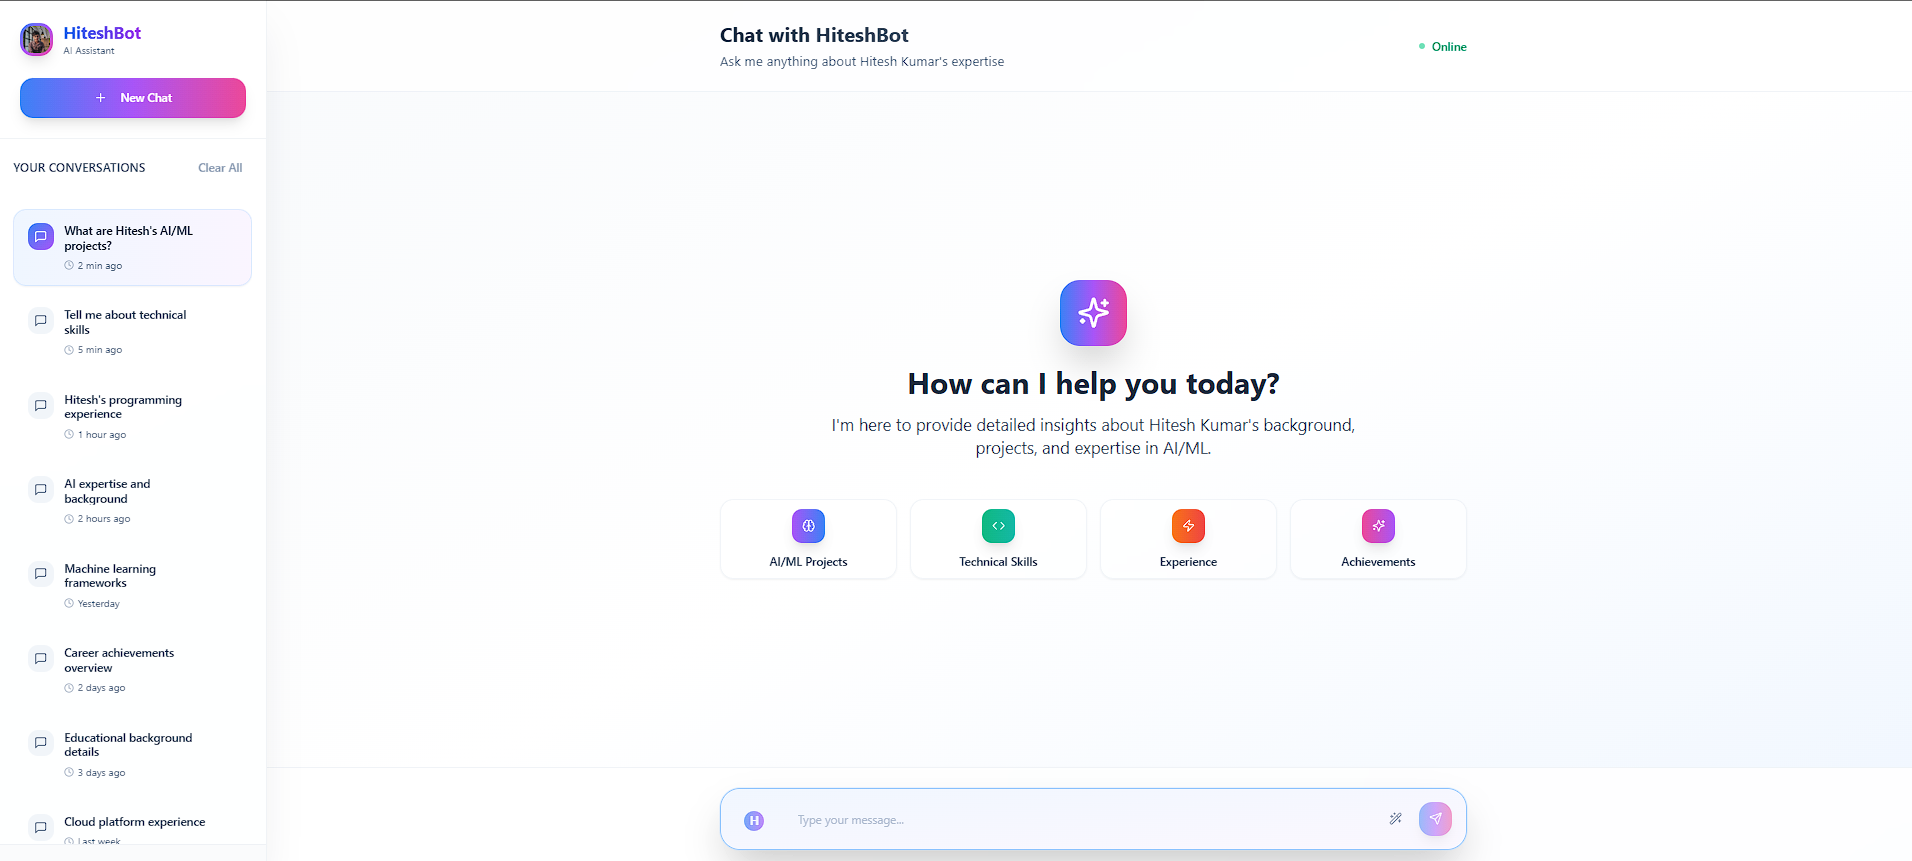 HiteshBot
AI Assistant
+ New Chat
YOUR CONVERSATIONS
Clear All
What are Hitesh's AI/ML
projects?
2 min ago
Tell me about technical
skills
5 min ago
Hitesh's programming
experience
1 hour ago
AI expertise and
background
2 hours ago
Machine learning
frameworks
Yesterday
Career achievements
overview
2 days ago
Educational background
details
3 days ago
Cloud platform experience
Last week
Chat with HiteshBot
Ask me anything about Hitesh Kumar's expertise
Online
How can I help you today?
I'm here to provide detailed insights about Hitesh Kumar's background,
projects, and expertise in AI/ML.
AI/ML Projects
Technical Skills
Experience
Achievements
H
Type your message...